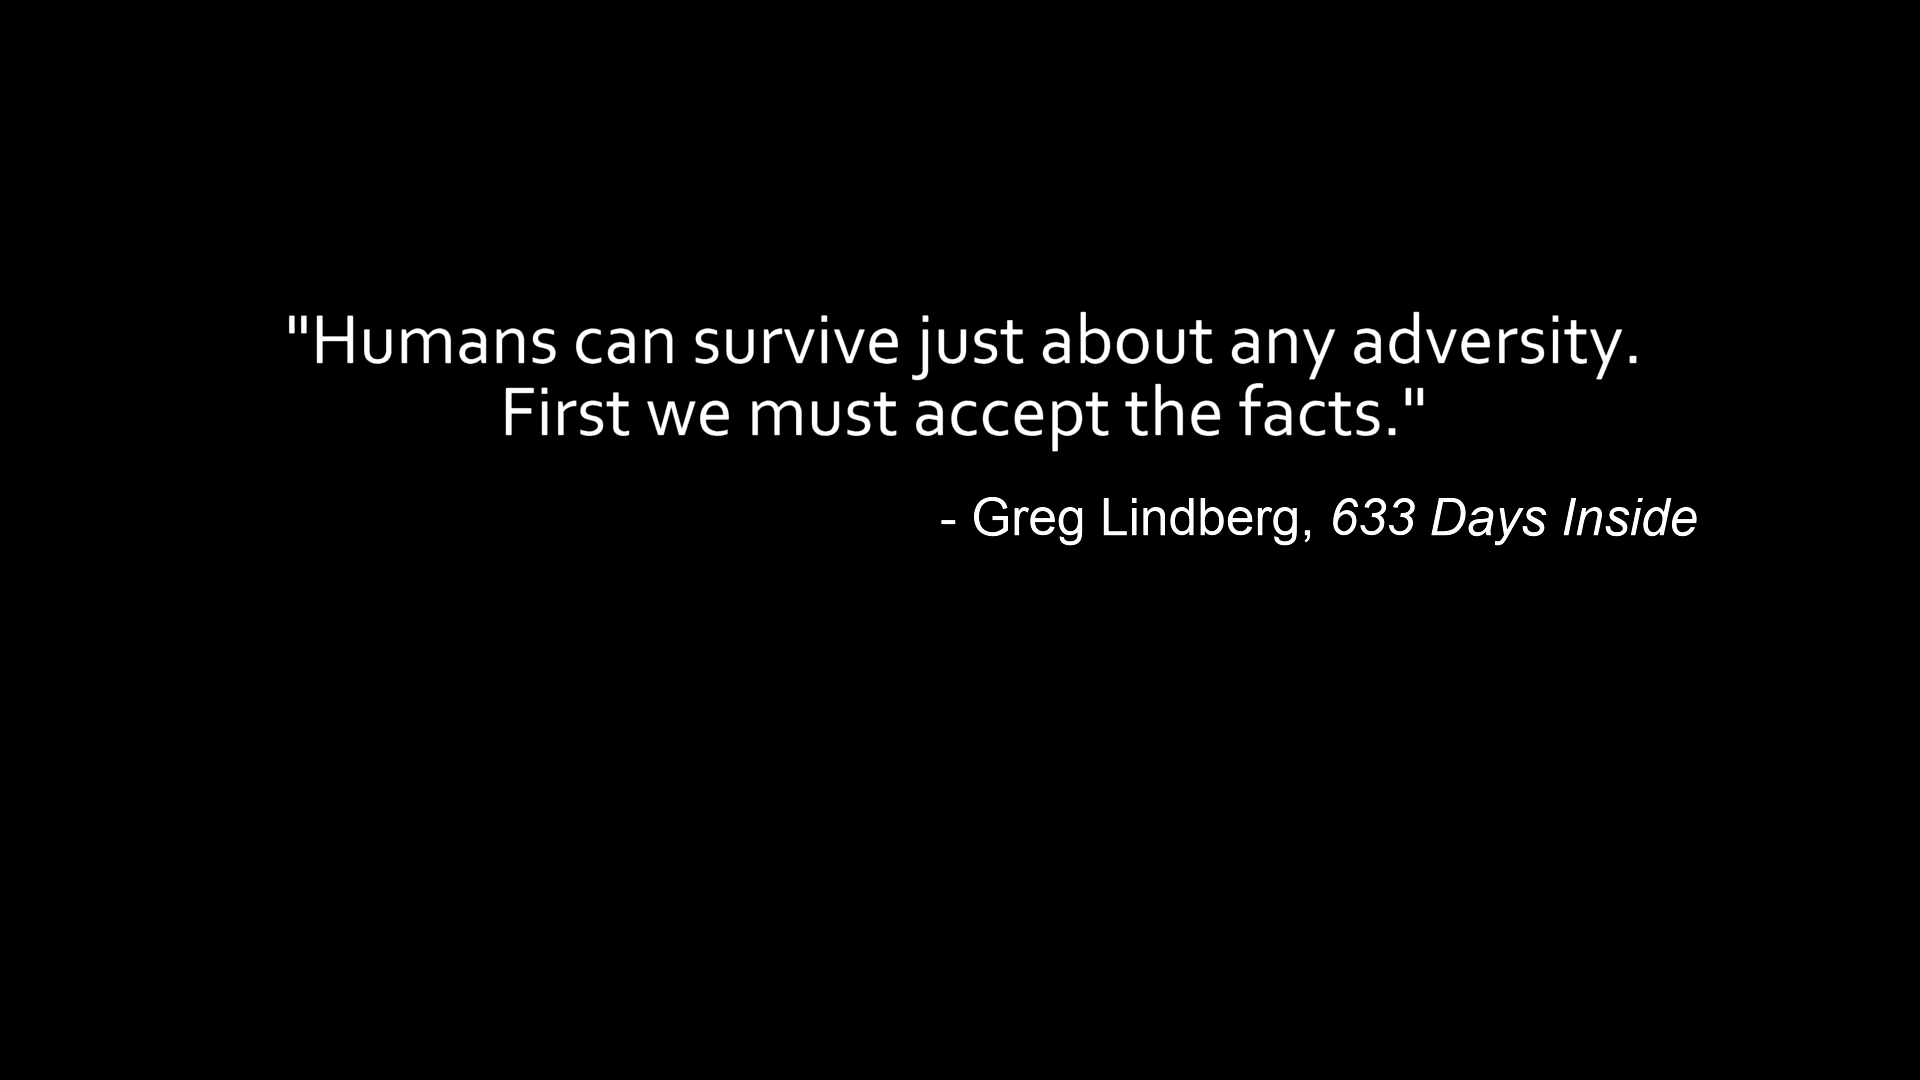 "Humans can survive just about any adversity.
First we must accept the facts."
- Greg Lindberg, 633 Days Inside